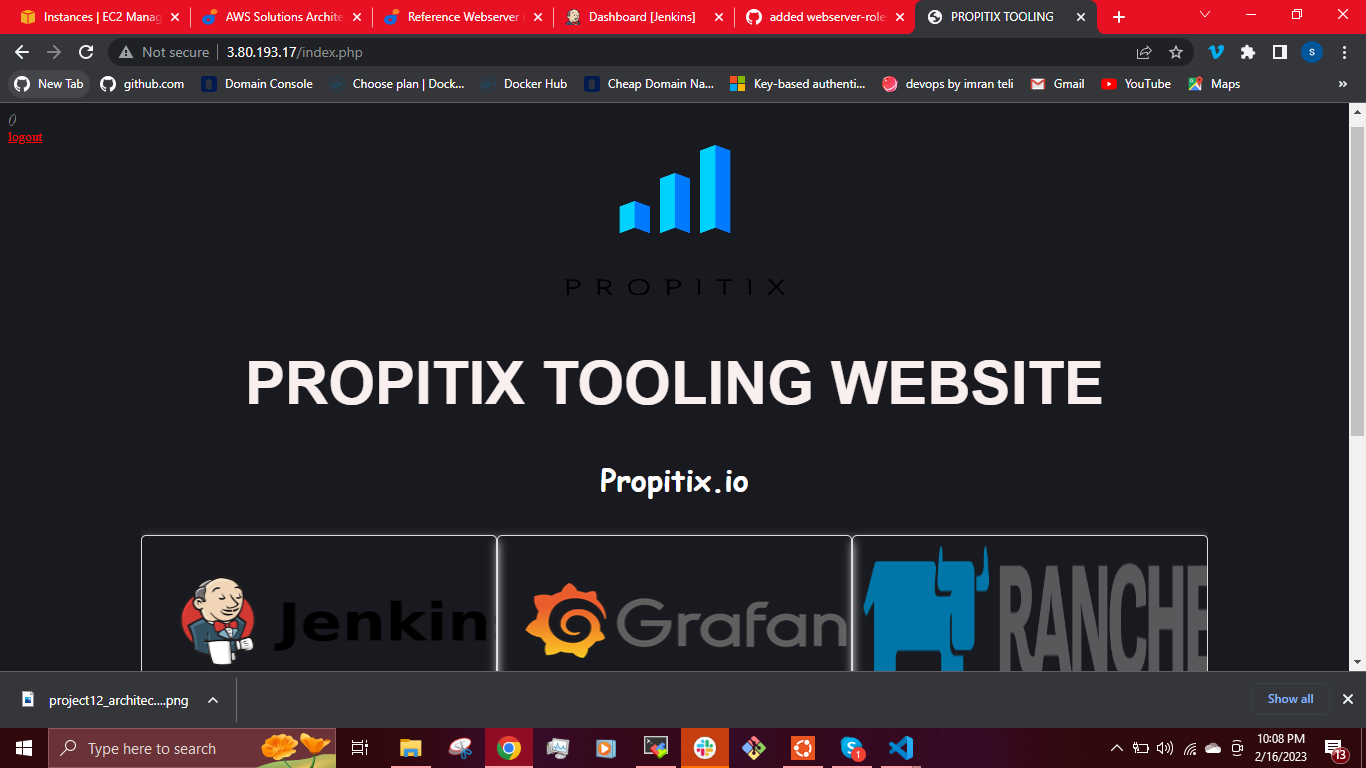 Instances | EC2 Manag
AWS Solutions Archite
Reference Webserver r
Dashboard [Jenkins]
added webserver-role
PROPITIX TOOLING
Not secure
3.80.193.17/index.php
s
New Tab
github.com
Domain Console
Choose plan | Dock...
Docker Hub
Cheap Domain Na...
Key-based authenti...
devops by imran teli
Gmail
YouTube
Maps
»
()
logout
PROPITIX
PROPITIX TOOLING WEBSITE
Propitix.io
Jenkin
Grafan
RANCHE
project12_architec....png
Show all
Type here to search
1
10:08 PM
2/16/2023
13